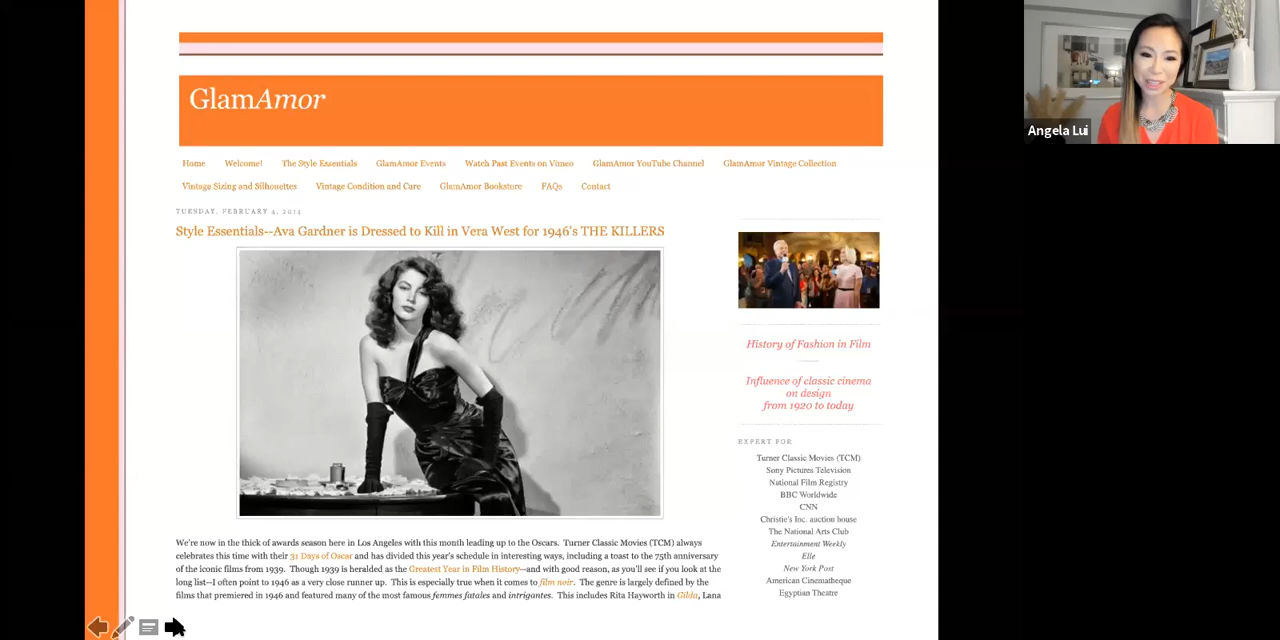 GlamAmor
Home Welcome! The Style Essentials GlamAmor Events Watch Past Events on Vimeo GlamAmor YouTube Channel GlamAmor Vintage Collection
Vintage Sizing and Silhouettes Vintage Condition and Care GlamAmor Bookstore FAQs Contact
TUESDAY, FEBRUARY 4, 2014
Style Essentials--Ava Gardner is Dressed to Kill in Vera West for 1946's THE KILLERS
We're now in the thick of awards season here in Los Angeles with this month leading up to the Oscars. Turner Classic Movies (TCM) always
celebrates this time with their 31 Days of Oscar and has divided this year's schedule in interesting ways, including a toast to the 75th anniversary
of the iconic films from 1939. Though 1939 is heralded as the Greatest Year in Film History--and with good reason, as you'll see if you look at the
long list--I often point to 1946 as a very close runner up. This is especially true when it comes to film noir. The genre is largely defined by the
films that premiered in 1946 and featured many of the most famous femmes fatales and intrigantes. This includes Rita Hayworth in Gilda, Lana
History of Fashion in Film
Influence of classic cinema
on design
from 1920 to today
EXPERT FOR
Turner Classic Movies (TCM)
Sony Pictures Television
National Film Registry
BBC Worldwide
CNN
Christie's Inc. auction house
The National Arts Club
Entertainment Weekly
Elle
New York Post
American Cinematheque
Egyptian Theatre
Angela Lui